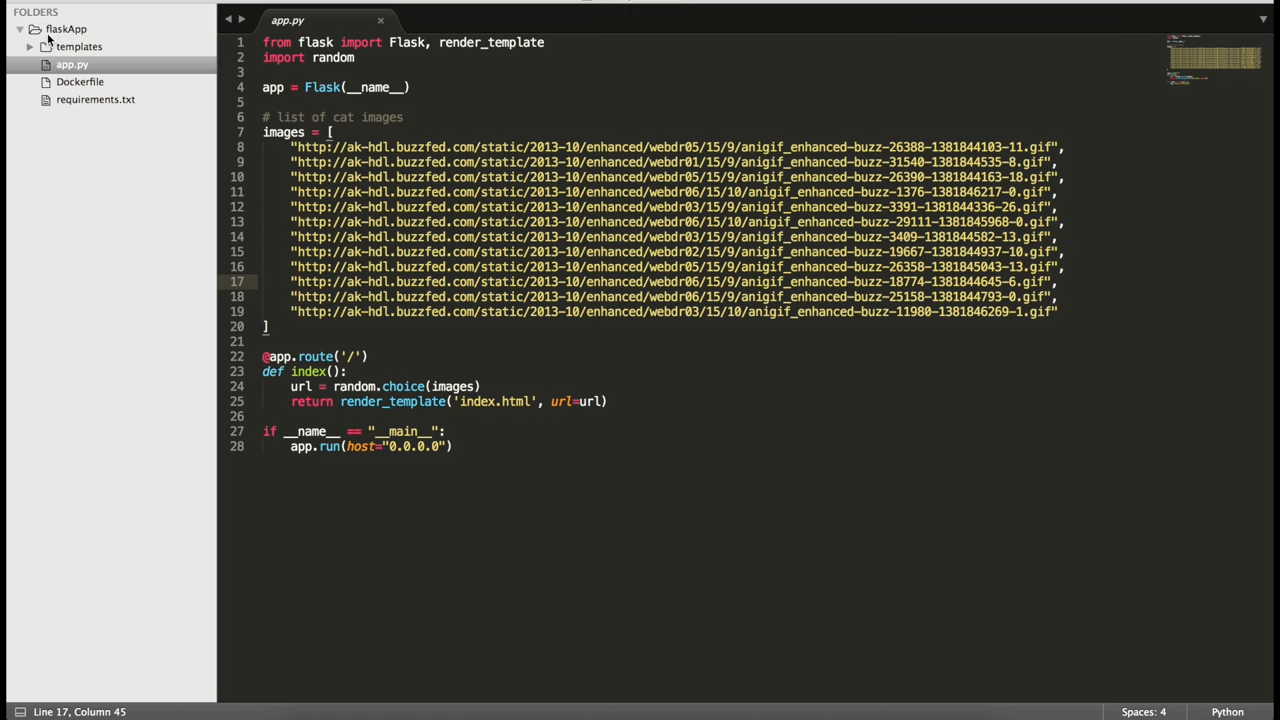 FOLDERS
flaskApp
templates
app.py
Dockerfile
requirements.txt
app.py
1 from flask import Flask, render_template
2 import random
3
4 app = Flask(__name__)
5
6 # list of cat images
7 images = [
8 "http://ak-hdl.buzzfed.com/static/2013-10/enhanced/webdr05/15/9/anigif_enhanced-buzz-26388-1381844103-11.gif",
9 "http://ak-hdl.buzzfed.com/static/2013-10/enhanced/webdr01/15/9/anigif_enhanced-buzz-31540-1381844535-8.gif",
10 "http://ak-hdl.buzzfed.com/static/2013-10/enhanced/webdr05/15/9/anigif_enhanced-buzz-26390-1381844163-18.gif",
11 "http://ak-hdl.buzzfed.com/static/2013-10/enhanced/webdr06/15/10/anigif_enhanced-buzz-1376-1381846217-0.gif",
12 "http://ak-hdl.buzzfed.com/static/2013-10/enhanced/webdr03/15/9/anigif_enhanced-buzz-3391-1381844336-26.gif",
13 "http://ak-hdl.buzzfed.com/static/2013-10/enhanced/webdr06/15/10/anigif_enhanced-buzz-29111-1381845968-0.gif",
14 "http://ak-hdl.buzzfed.com/static/2013-10/enhanced/webdr03/15/9/anigif_enhanced-buzz-3409-1381844582-13.gif",
15 "http://ak-hdl.buzzfed.com/static/2013-10/enhanced/webdr02/15/9/anigif_enhanced-buzz-19667-1381844937-10.gif",
16 "http://ak-hdl.buzzfed.com/static/2013-10/enhanced/webdr05/15/9/anigif_enhanced-buzz-26358-1381845043-13.gif",
17 "http://ak-hdl.buzzfed.com/static/2013-10/enhanced/webdr06/15/9/anigif_enhanced-buzz-18774-1381844645-6.gif",
18 "http://ak-hdl.buzzfed.com/static/2013-10/enhanced/webdr06/15/9/anigif_enhanced-buzz-25158-1381844793-0.gif",
19 "http://ak-hdl.buzzfed.com/static/2013-10/enhanced/webdr03/15/10/anigif_enhanced-buzz-11980-1381846269-1.gif"
20 ]
21
22 @app.route('/')
23 def index():
24 url = random.choice(images)
25 return render_template('index.html', url=url)
26
27 if __name__ == "__main__":
28 app.run(host="0.0.0.0")
Line 17, Column 45
Spaces: 4
Python